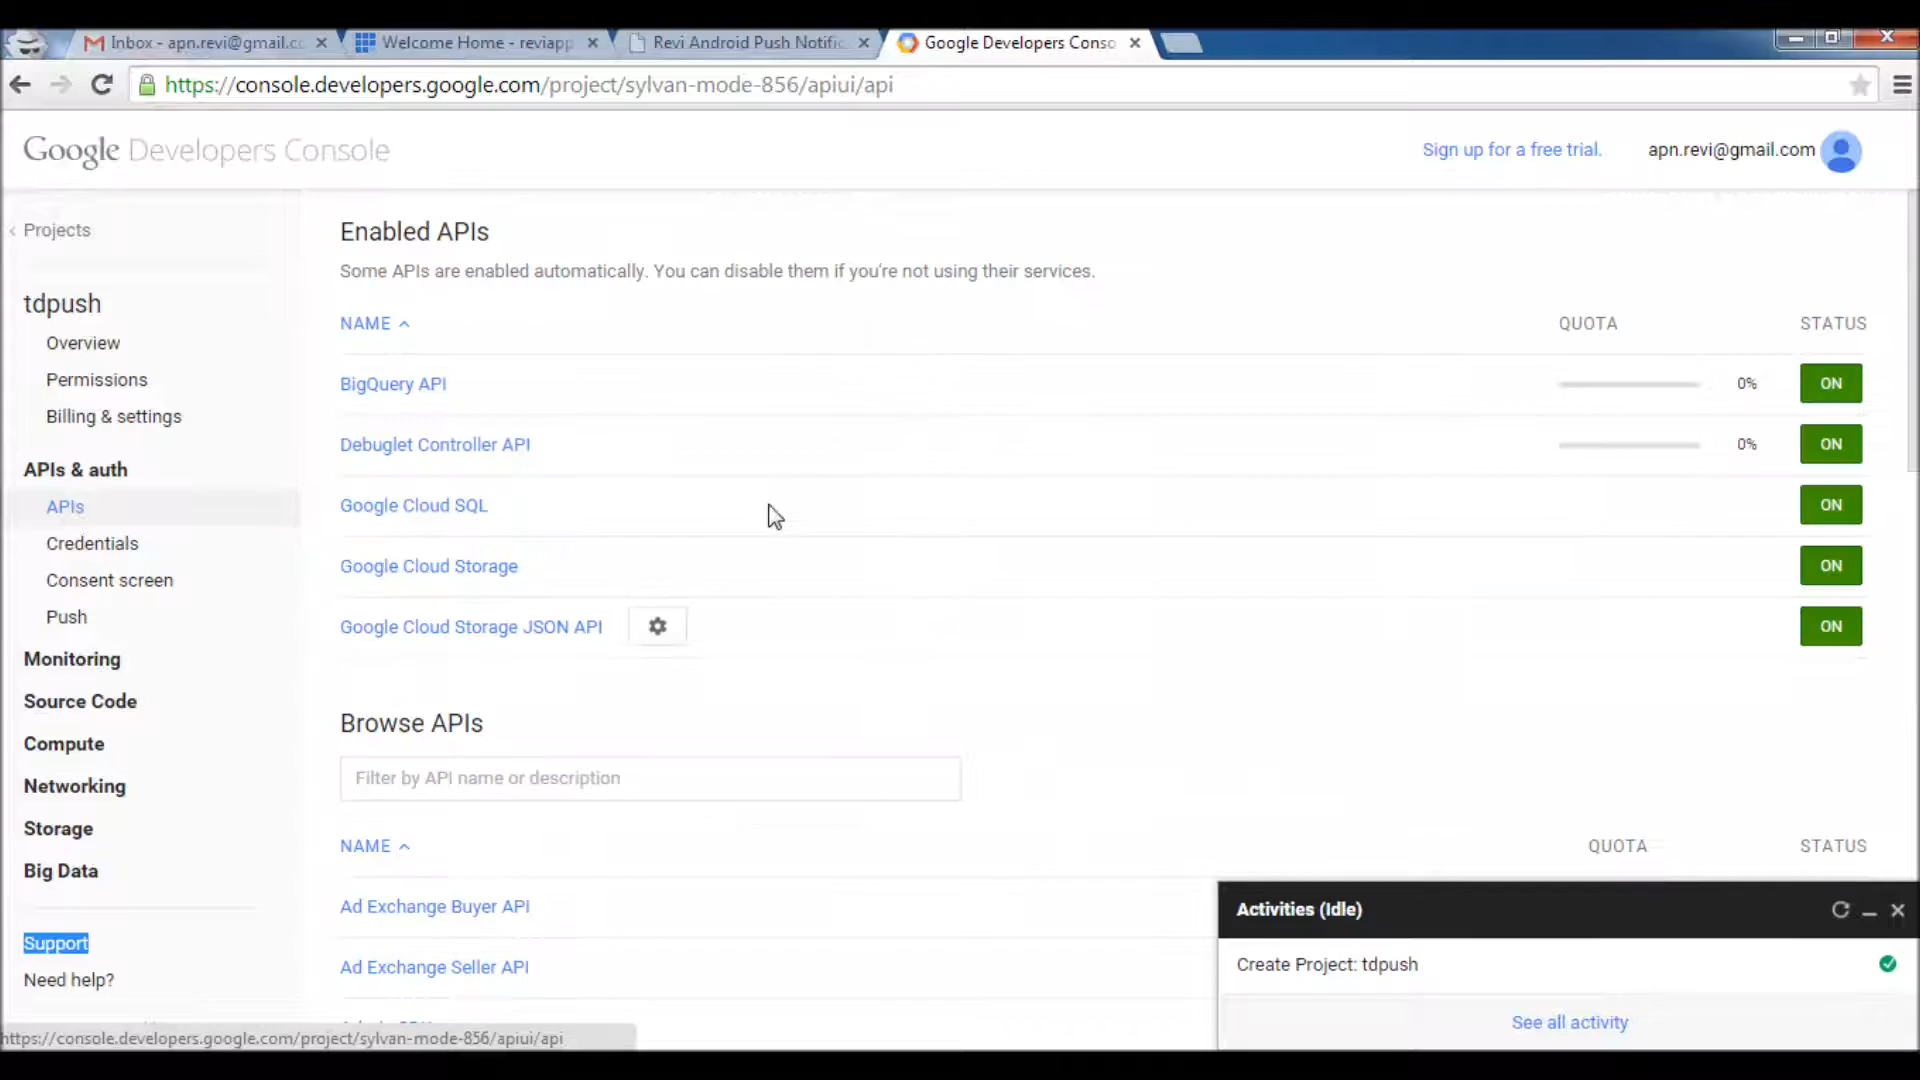 Inbox - apn.revi@gmail.cc
Welcome Home - reviapp
Revi Android Push Notific
Google Developers Conso
https://console.developers.google.com/project/sylvan-mode-856/apiui/api
Google Developers Console
Sign up for a free trial.
apn.revi@gmail.com
Projects
tdpush
Overview
Permissions
Billing & settings
APIs & auth
APIs
Credentials
Consent screen
Push
Monitoring
Source Code
Compute
Networking
Storage
Big Data
Support
Need help?
Enabled APIs
Some APIs are enabled automatically. You can disable them if you're not using their services.
NAME QUOTA STATUS
BigQuery API 0% ON
Debuglet Controller API 0% ON
Google Cloud SQL ON
Google Cloud Storage ON
Google Cloud Storage JSON API ON
Browse APIs
Filter by API name or description
NAME QUOTA STATUS
Ad Exchange Buyer API
Ad Exchange Seller API
Activities (Idle)
Create Project: tdpush
See all activity
https://console.developers.google.com/project/sylvan-mode-856/apiui/api